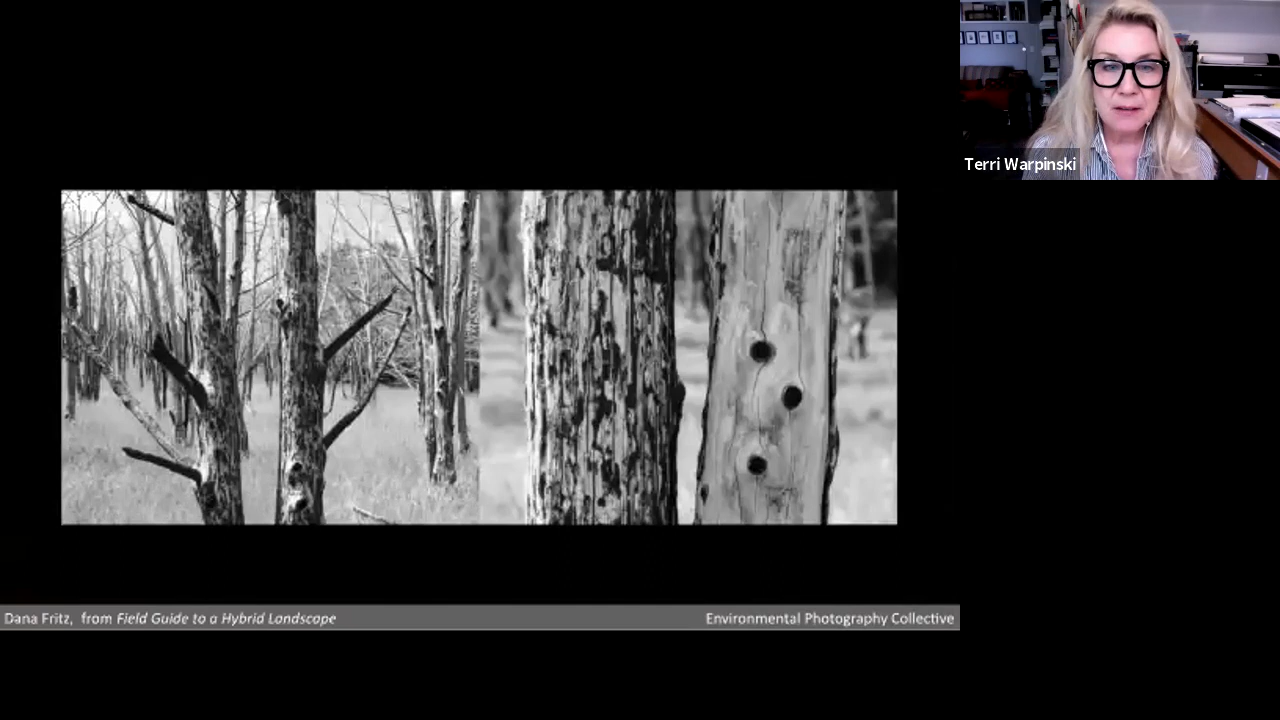 Terri Warpinski
Dana Fritz, from Field Guide to a Hybrid Landscape
Environmental Photography Collective